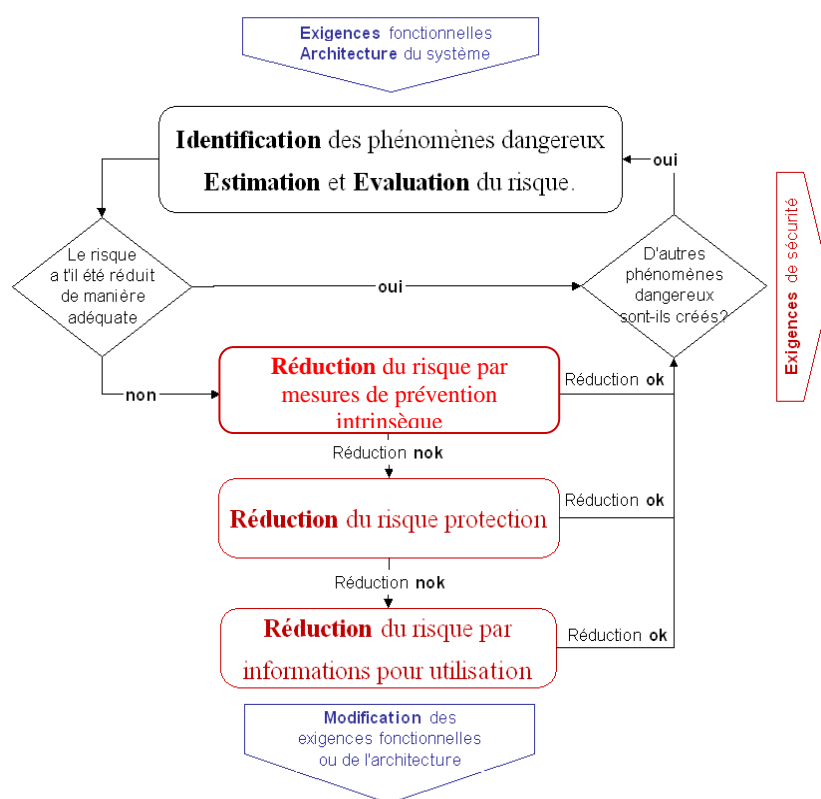 Exigences fonctionnelles
Architecture du système
Identification des phénomènes dangereux
Estimation et Evaluation du risque.
oui
Le risque
a t'il été réduit
de manière
adéquate
oui
D'autres
phénomènes
dangereux
sont-ils créés?
Exigences de sécurité
non
Réduction du risque par
mesures de prévention
intrinsèque
Réduction ok
Réduction nok
Réduction du risque protection
Réduction ok
Réduction nok
Réduction du risque par
informations pour utilisation
Réduction ok
Modification des
exigences fonctionnelles
ou de l'architecture